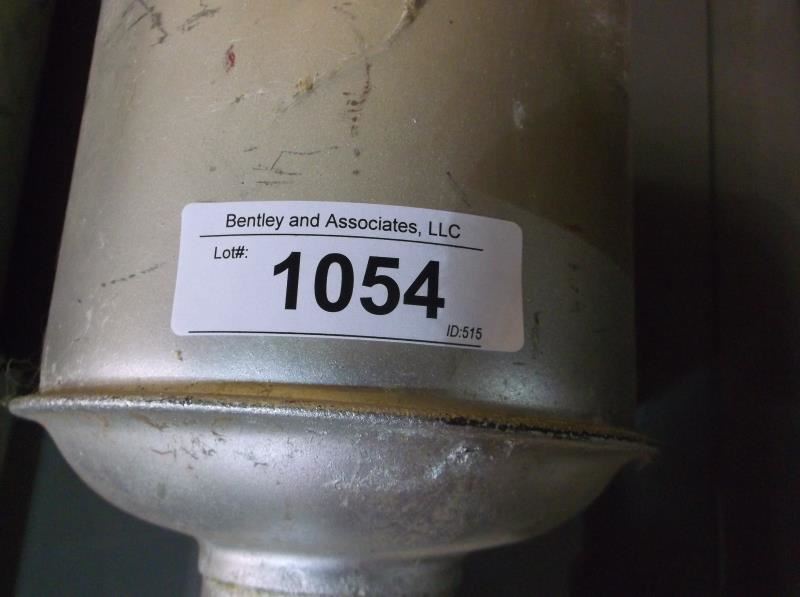 Bentley and Associates, LLC
Lot#:
1054
ID:515